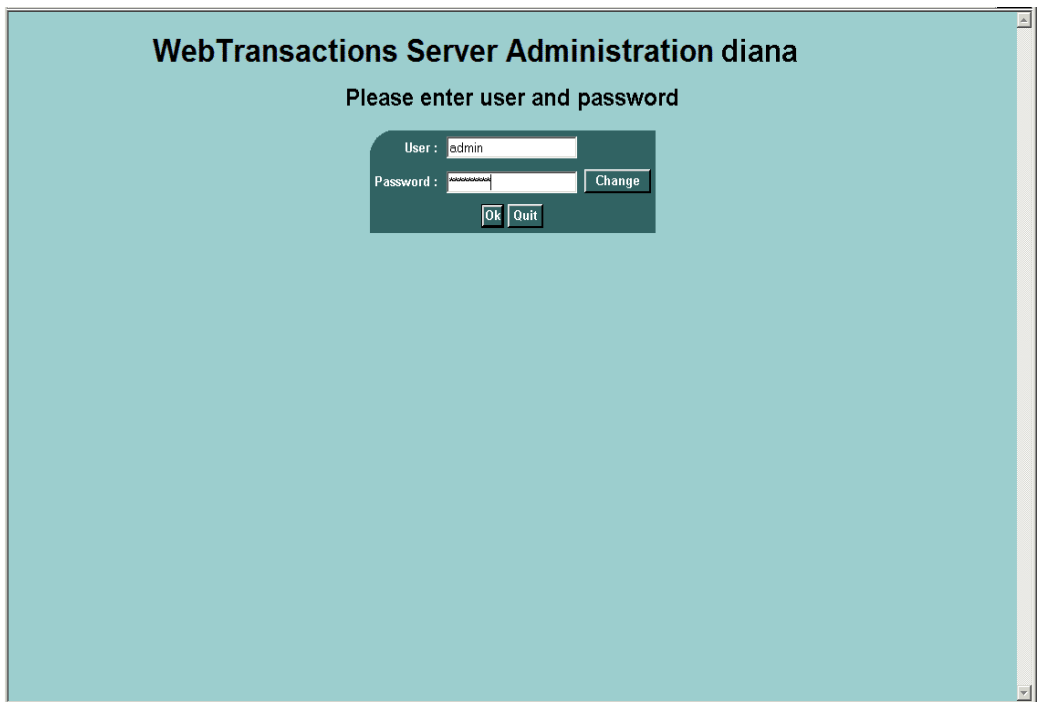 WebTransactions Server Administration diana
Please enter user and password
User : admin
Password : *********
Change
Ok Quit